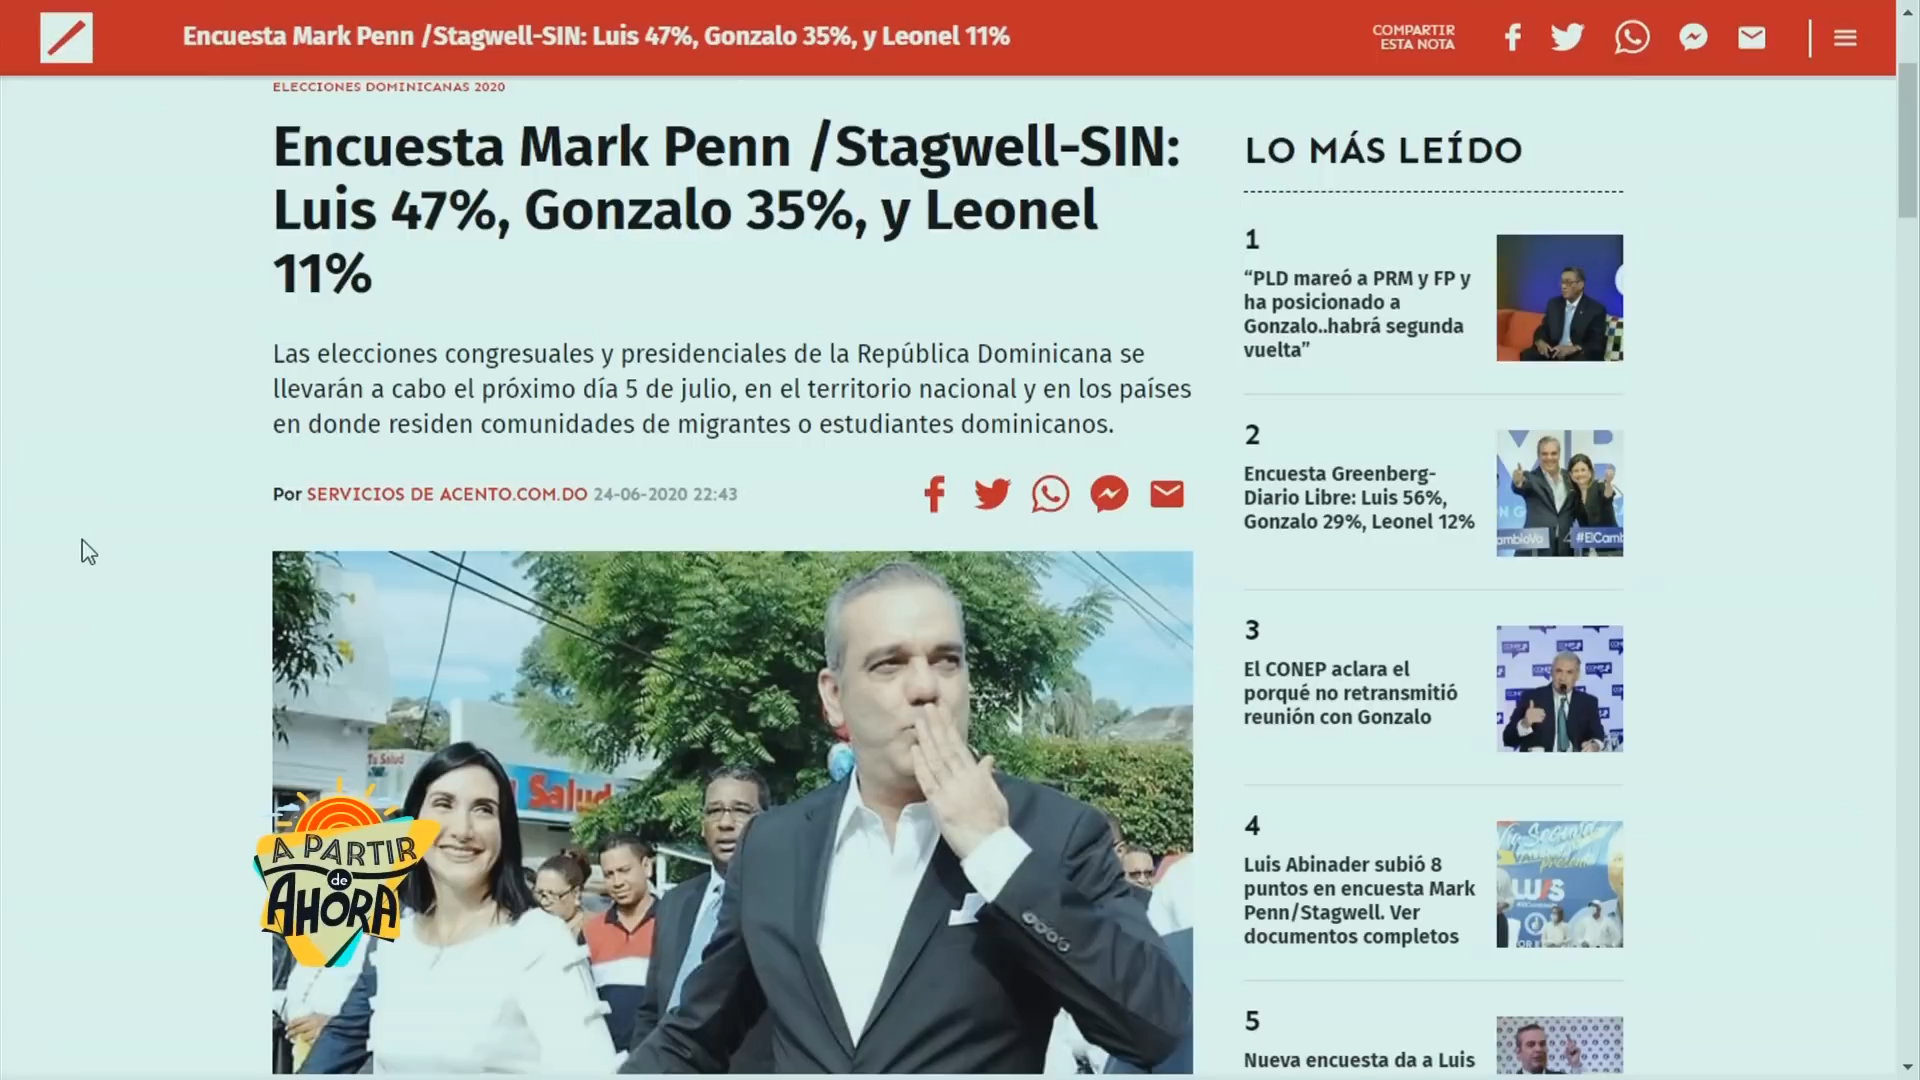 Encuesta Mark Penn /Stagwell-SIN: Luis 47%, Gonzalo 35%, y Leonel 11%
COMPARTIR
ESTA NOTA
ELECCIONES DOMINICANAS 2020
Encuesta Mark Penn /Stagwell-SIN:
Luis 47%, Gonzalo 35%, y Leonel
11%
Las elecciones congresuales y presidenciales de la República Dominicana se
llevarán a cabo el próximo día 5 de julio, en el territorio nacional y en los países
en donde residen comunidades de migrantes o estudiantes dominicanos.
Por SERVICIOS DE ACENTO.COM.DO 24-06-2020 22:43
Tu Salud
Salud
A PARTIR
de
AHORA
LO MÁS LEÍDO
1
“PLD mareó a PRM y FP y
ha posicionado a
Gonzalo..habrá segunda
vuelta”
2
Encuesta Greenberg-
Diario Libre: Luis 56%,
Gonzalo 29%, Leonel 12%
#ElCamb
3
El CONEP aclara el
porqué no retransmitió
reunión con Gonzalo
4
Luis Abinader subió 8
puntos en encuesta Mark
Penn/Stagwell. Ver
documentos completos
LUIS
5
Nueva encuesta da a Luis